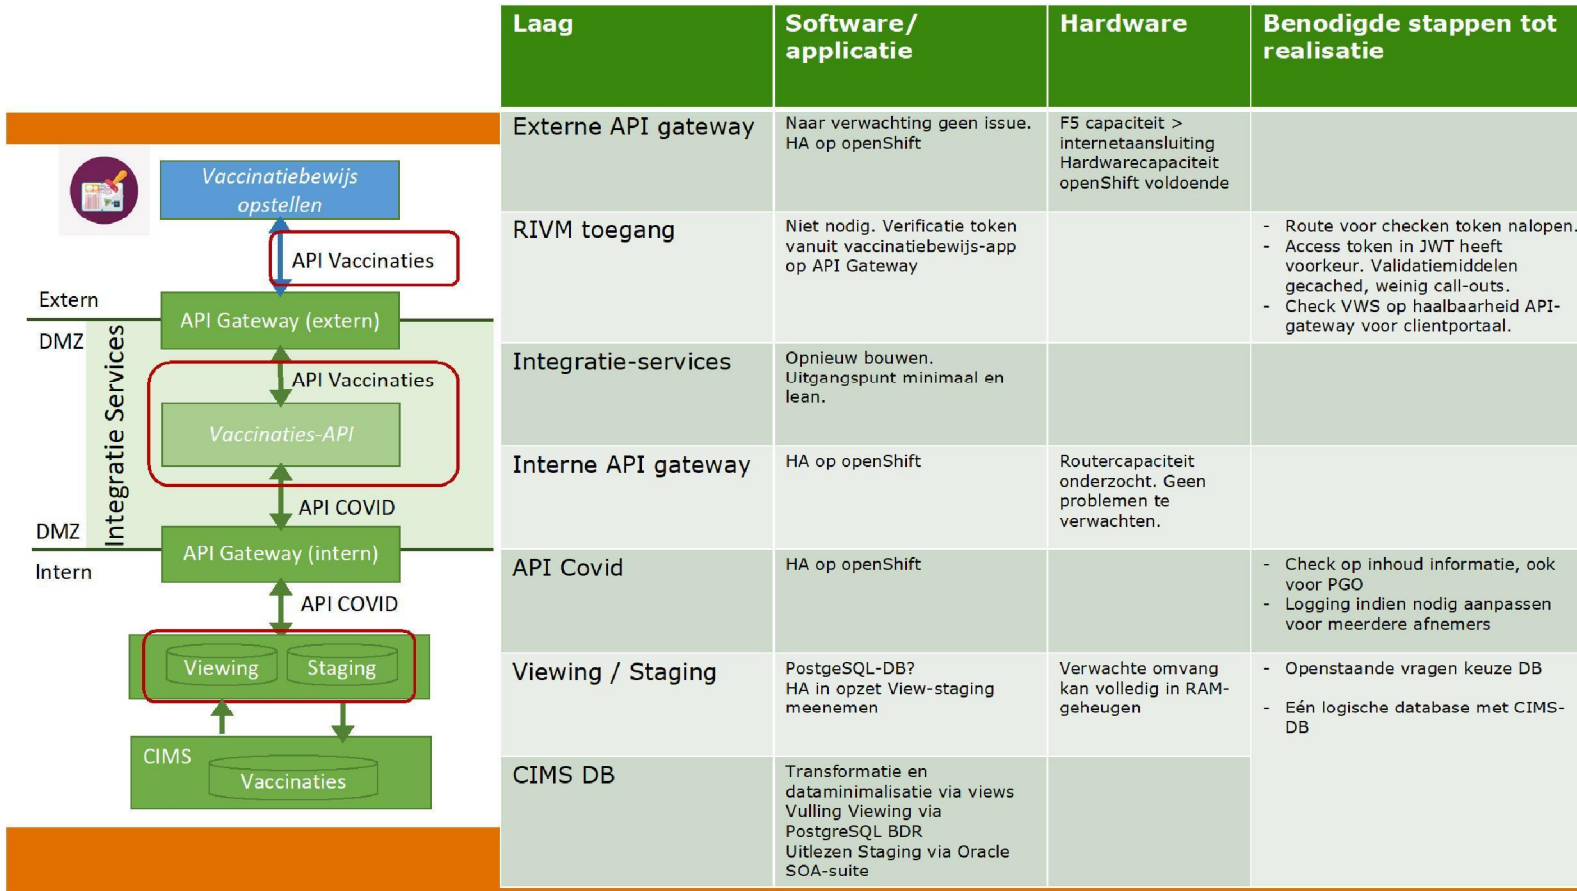 Vaccinatiebewijs
opstellen
API Vaccinaties
Extern
API Gateway (extern)
DMZ
Integratie Services
API Vaccinaties
Vaccinaties-API
API COVID
DMZ
API Gateway (intern)
Intern
API COVID
Viewing
Staging
CIMS
Vaccinaties
Laag
Software/
applicatie
Hardware
Benodigde stappen tot
realisatie
Externe API gateway
Naar verwachting geen issue.
HA op openShift
F5 capaciteit >
internetaansluiting
Hardwarecapaciteit
openShift voldoende
RIVM toegang
Niet nodig. Verificatie token
vanuit vaccinatiebewijs-app
op API Gateway
- Route voor checken token nalopen.
- Access token in JWT heeft
voorkeur. Validatiemiddelen
gecached, weinig call-outs.
- Check VWS op haalbaarheid API-
gateway voor clientportaal.
Integratie-services
Opnieuw bouwen.
Uitgangspunt minimaal en
lean.
Interne API gateway
HA op openShift
Routercapaciteit
onderzocht. Geen
problemen te
verwachten.
API Covid
HA op openShift
- Check op inhoud informatie, ook
voor PGO
- Logging indien nodig aanpassen
voor meerdere afnemers
Viewing / Staging
PostgeSQL-DB?
HA in opzet View-staging
meenemen
Verwachte omvang
kan volledig in RAM-
geheugen
- Openstaande vragen keuze DB
- Eén logische database met CIMS-
DB
CIMS DB
Transformatie en
dataminimalisatie via views
Vulling Viewing via
PostgreSQL BDR
Uitlezen Staging via Oracle
SOA-suite